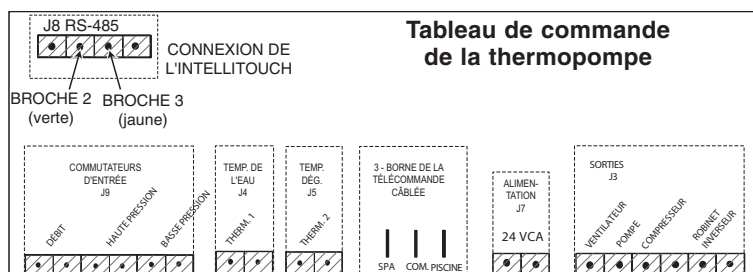 J8 RS-485
CONNEXION DE
L'INTELLITOUCH
BROCHE 2
(verte)
BROCHE 3
(jaune)
Tableau de commande
de la thermopompe
COMMUTATEURS
D'ENTRÉE
J9
DÉBIT
HAUTE PRESSION
BASSE PRESSION
TEMP. DE
L'EAU
J4
THERM. 1
TEMP.
DÉG.
J5
THERM. 2
3 - BORNE DE LA
TÉLÉCOMMANDE
CÂBLÉE
SPA
COM.
PISCINE
ALIMEN-
TATION
J7
24 VCA
SORTIES
J3
VENTILATEUR
POMPE
COMPRESSEUR
ROBINET
INVERSEUR